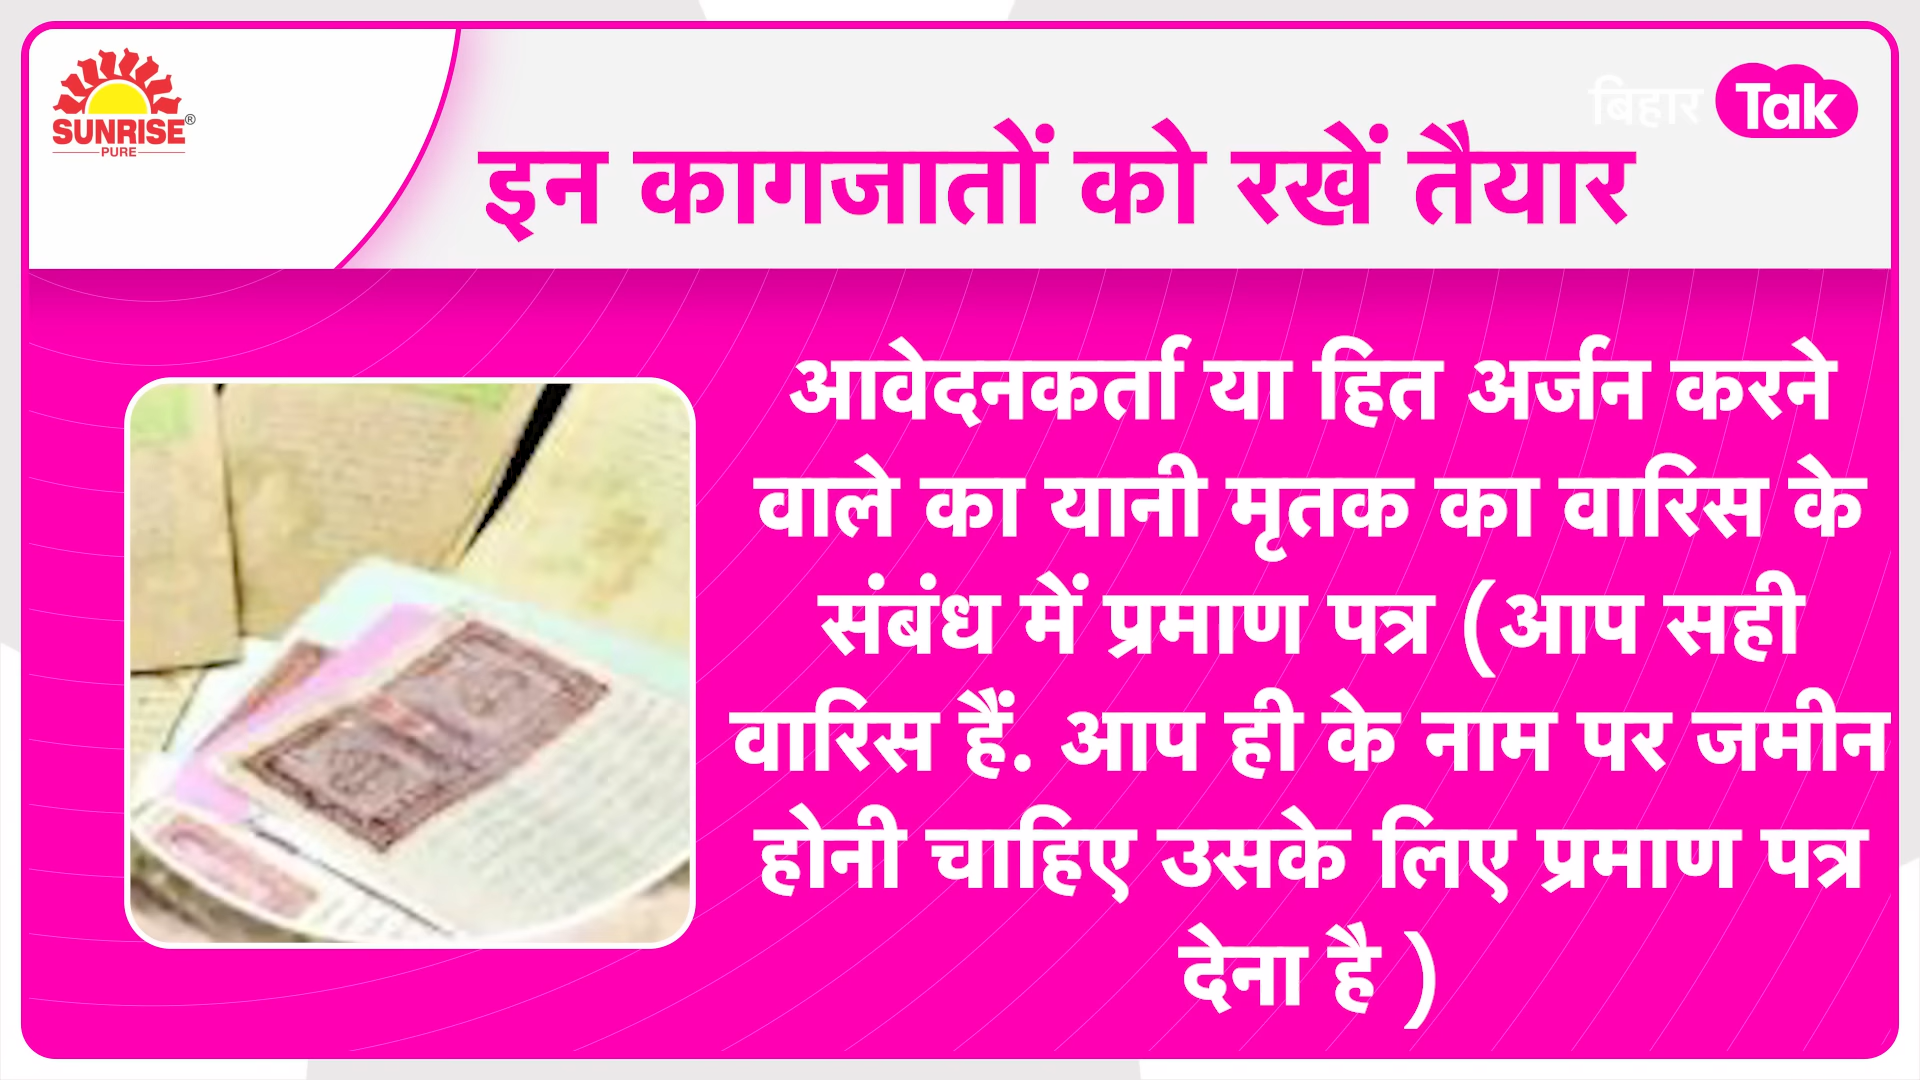 SUNRISE®
PURE
बिहार Tak
इन कागजातों को रखें तैयार
आवेदनकर्ता या हित अर्जन करने
वाले का यानी मृतक का वारिस के
संबंध में प्रमाण पत्र (आप सही
वारिस हैं. आप ही के नाम पर जमीन
होनी चाहिए उसके लिए प्रमाण पत्र
देना है )